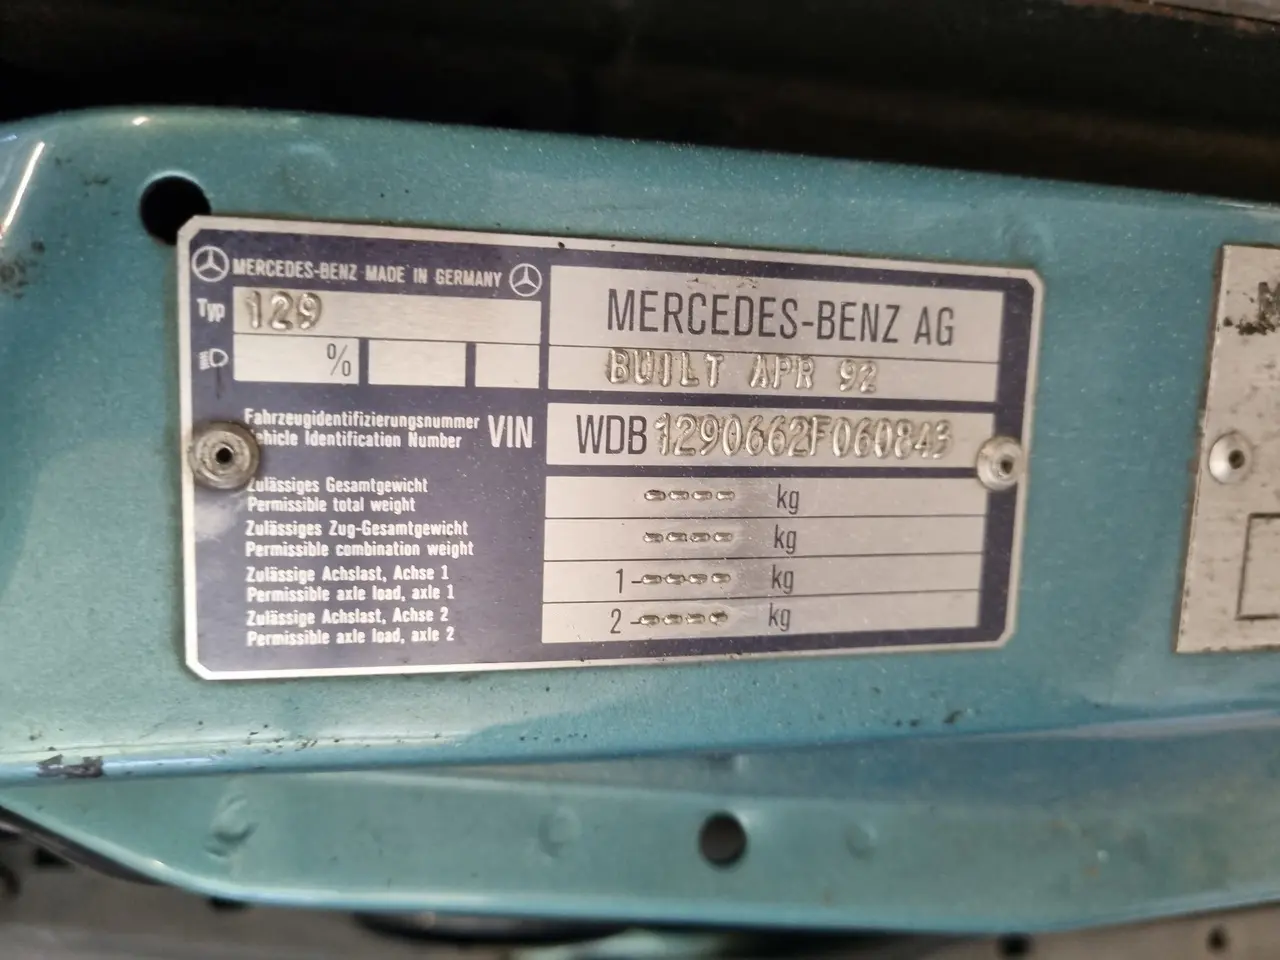 MERCEDES-BENZ MADE IN GERMANY
Typ 129
MERCEDES-BENZ AG
%
BUILT APR 92
Fahrzeugidentifizierungsnummer
Vehicle Identification Number
VIN
WDB 1290662F060843
Zulässiges Gesamtgewicht
Permissible total weight
---- kg
Zulässiges Zug-Gesamtgewicht
Permissible combination weight
---- kg
Zulässige Achslast, Achse 1
Permissible axle load, axle 1
1- ---- kg
Zulässige Achslast, Achse 2
Permissible axle load, axle 2
2- ---- kg